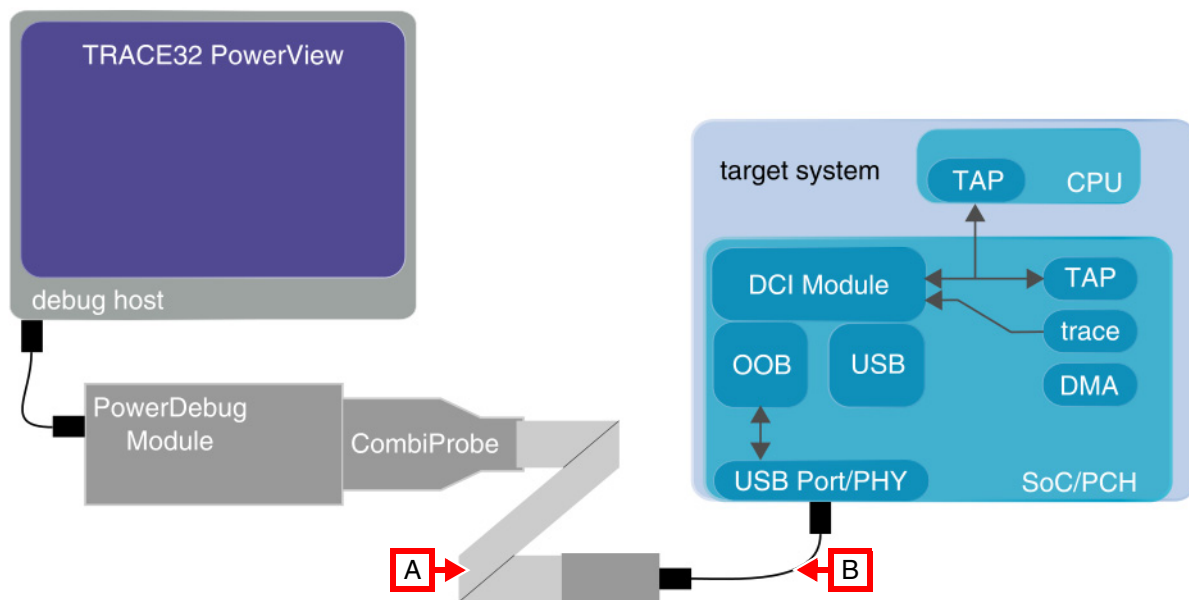 TRACE32 PowerView
debug host
PowerDebug
Module
CombiProbe
A
B
target system
TAP
CPU
DCI Module
TAP
trace
OOB
USB
DMA
USB Port/PHY
SoC/PCH